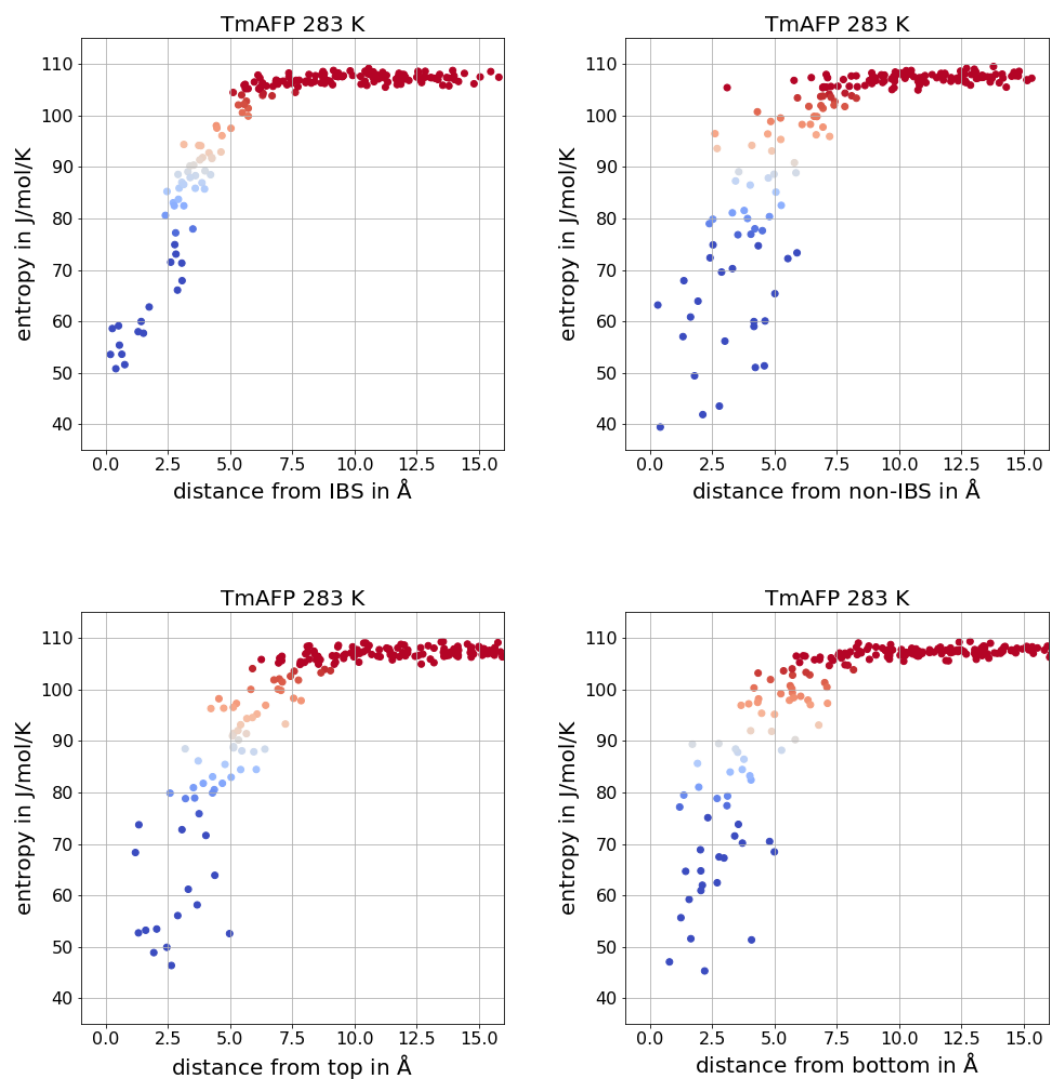 TmAFP 283 K
entropy in J/mol/K
110
100
90
80
70
60
50
40
0.0 2.5 5.0 7.5 10.0 12.5 15.0
distance from IBS in Å
TmAFP 283 K
entropy in J/mol/K
110
100
90
80
70
60
50
40
0.0 2.5 5.0 7.5 10.0 12.5 15.0
distance from non-IBS in Å
TmAFP 283 K
entropy in J/mol/K
110
100
90
80
70
60
50
40
0.0 2.5 5.0 7.5 10.0 12.5 15.0
distance from top in Å
TmAFP 283 K
entropy in J/mol/K
110
100
90
80
70
60
50
40
0.0 2.5 5.0 7.5 10.0 12.5 15.0
distance from bottom in Å